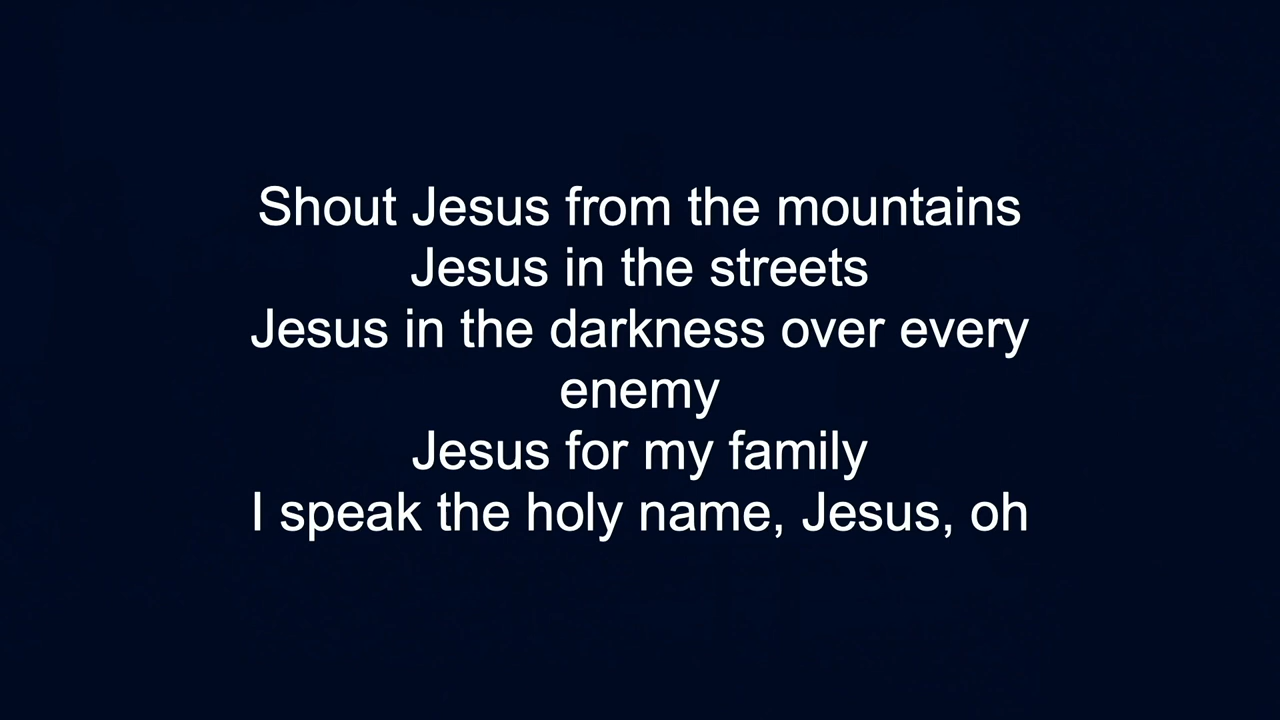 Shout Jesus from the mountains
Jesus in the streets
Jesus in the darkness over every
enemy
Jesus for my family
I speak the holy name, Jesus, oh